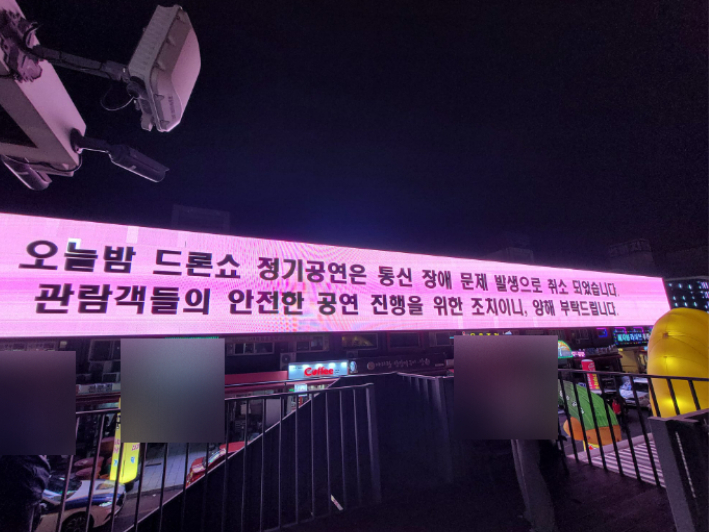 오늘밤 드론쇼 정기공연은 통신 장애 문제 발생으로 취소 되었습니다.
관람객들의 안전한 공연 진행을 위한 조치이니, 양해 부탁드립니다.
Coffee